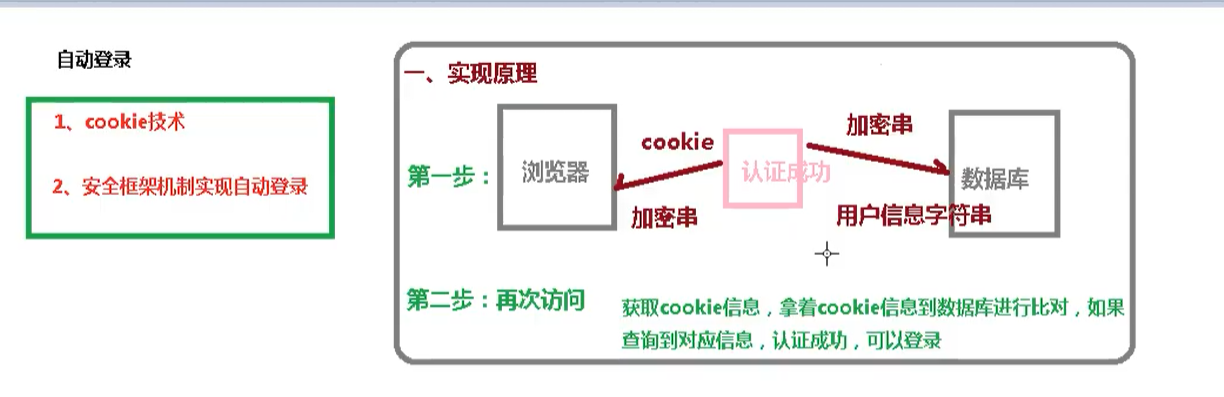 自动登录
1、cookie技术
2、安全框架机制实现自动登录
一、实现原理
第一步：
浏览器
cookie
加密串
认证成功
加密串
用户信息字符串
数据库
第二步：再次访问
获取cookie信息，拿着cookie信息到数据库进行比对，如果
查询到对应信息，认证成功，可以登录